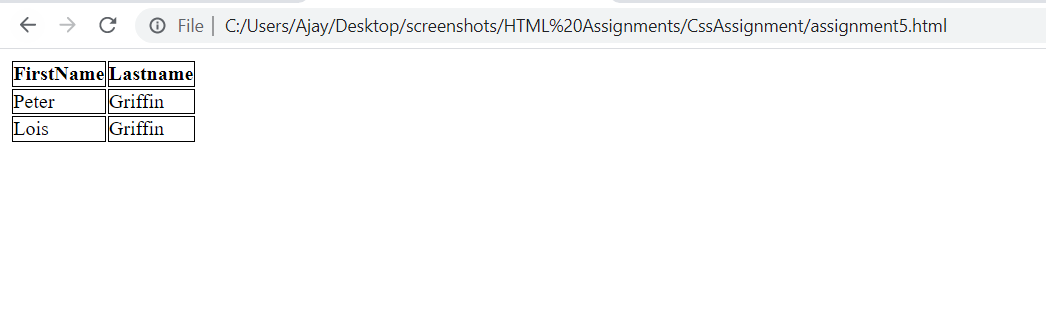 File | C:/Users/Ajay/Desktop/screenshots/HTML%20Assignments/CssAssignment/assignment5.html
FirstName Lastname
Peter Griffin
Lois Griffin